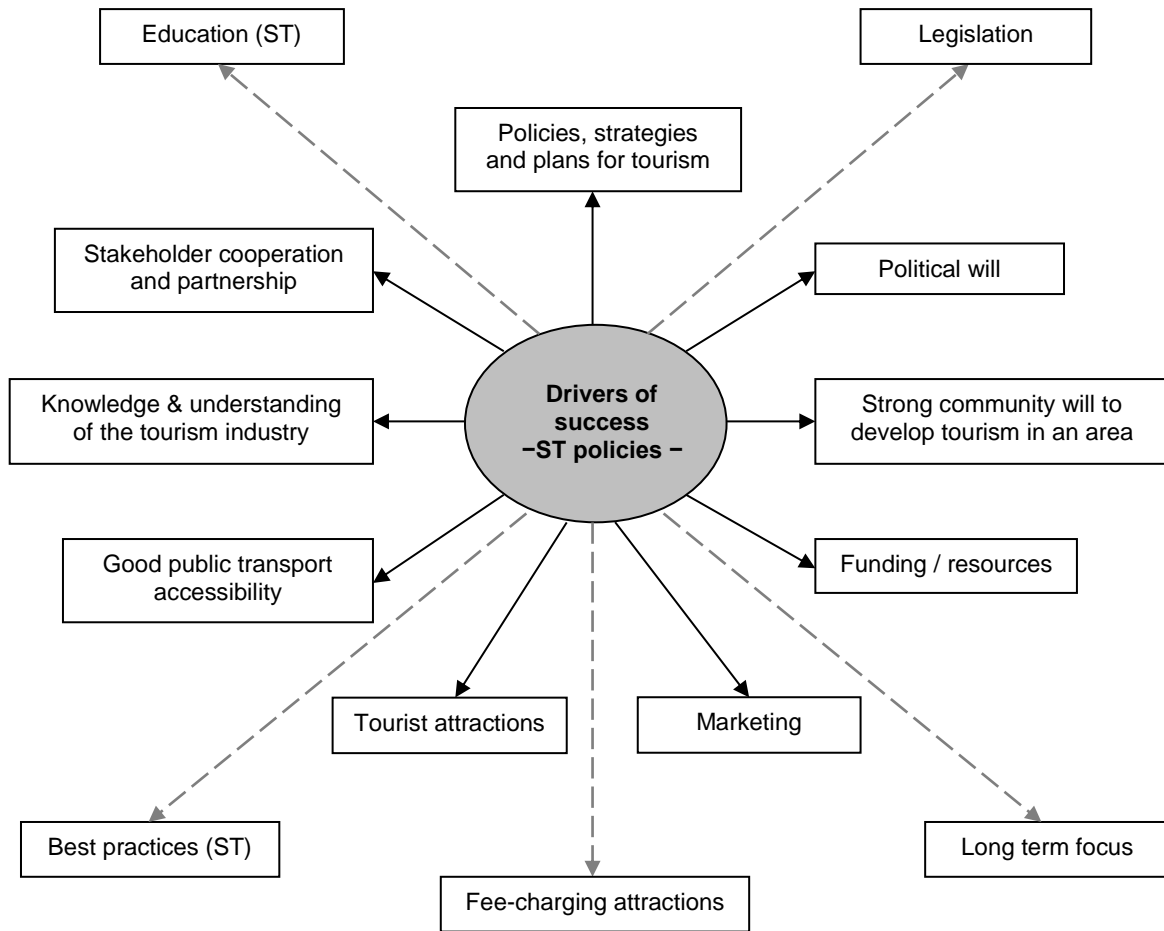 Education (ST)
Legislation
Policies, strategies
and plans for tourism
Stakeholder cooperation
and partnership
Political will
Drivers of
success
−ST policies −
Knowledge & understanding
of the tourism industry
Strong community will to
develop tourism in an area
Good public transport
accessibility
Funding / resources
Tourist attractions
Marketing
Best practices (ST)
Long term focus
Fee-charging attractions